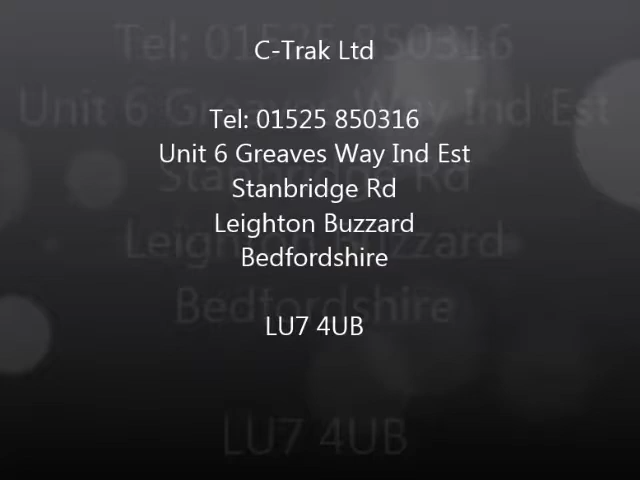 C-Trak Ltd
Tel: 01525 850316
Unit 6 Greaves Way Ind Est
Stanbridge Rd
Leighton Buzzard
Bedfordshire
LU7 4UB